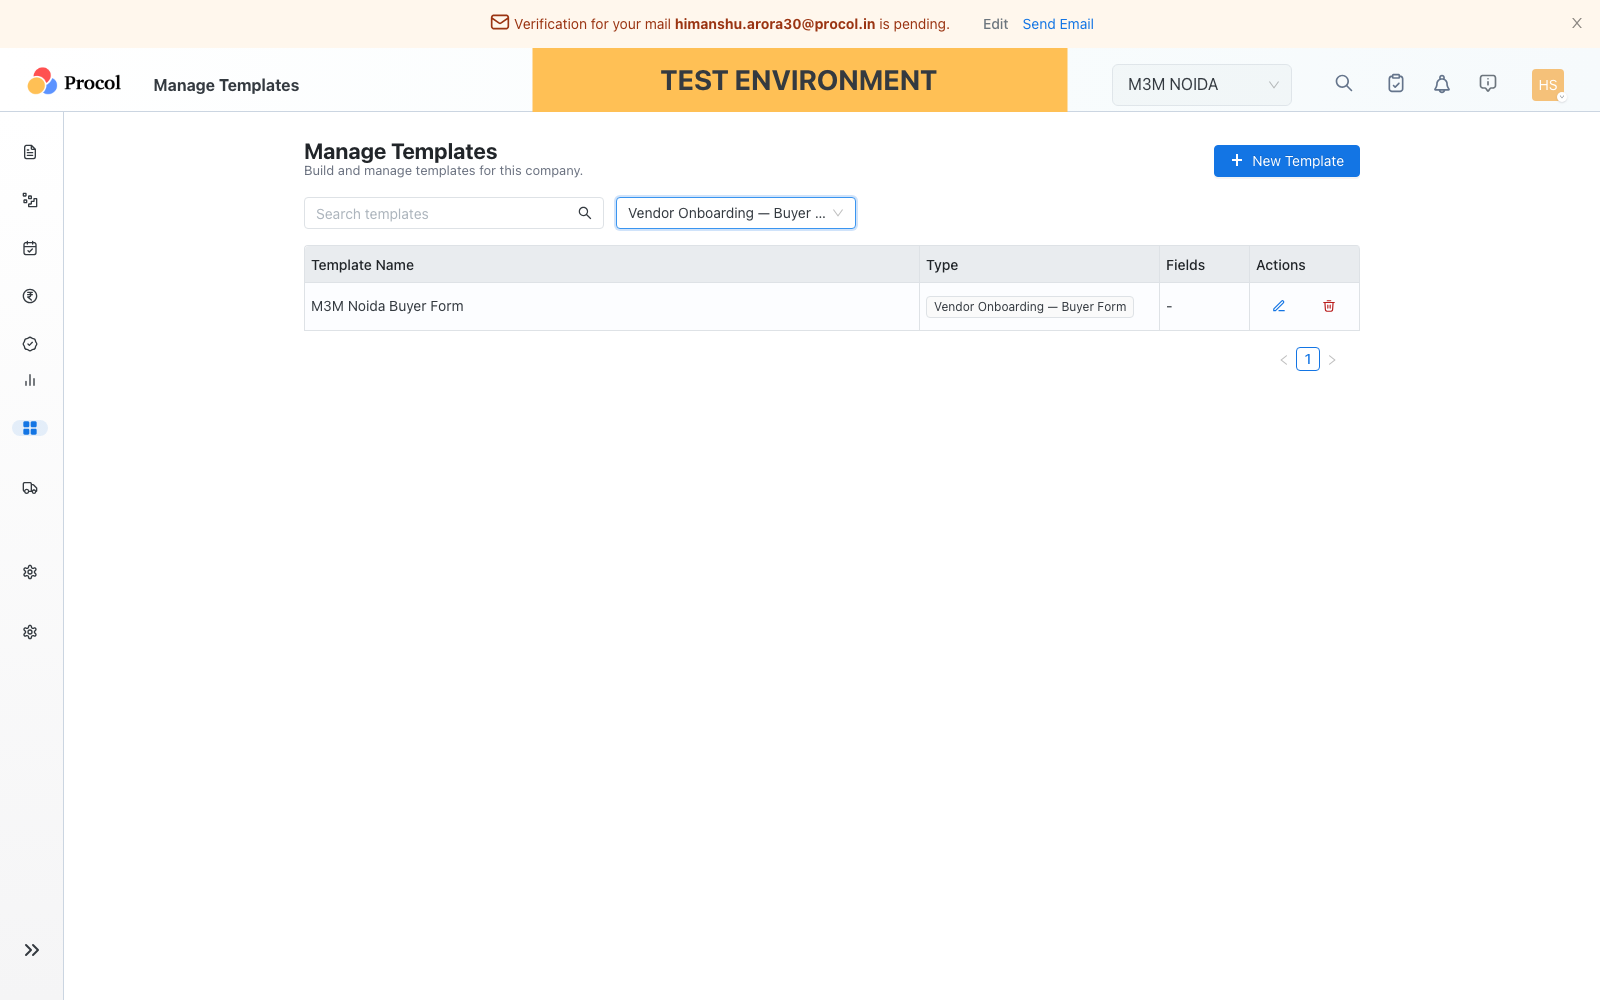 Verification for your mail himanshu.arora30@procol.in is pending. Edit Send Email
Procol
Manage Templates
TEST ENVIRONMENT
M3M NOIDA
HS
Manage Templates
Build and manage templates for this company.
New Template
Search templates
Vendor Onboarding — Buyer ...
Template Name Type Fields Actions
M3M Noida Buyer Form Vendor Onboarding — Buyer Form -
1